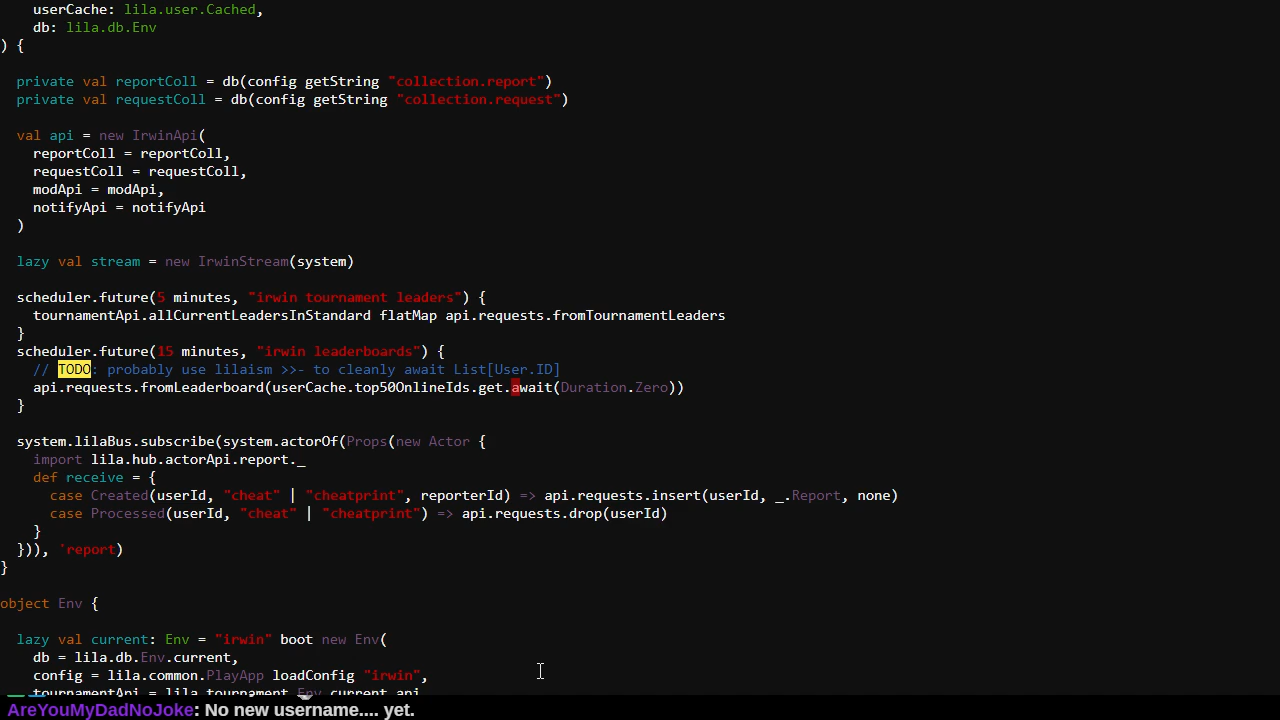 userCache: lila.user.Cached,
db: lila.db.Env
) {
private val reportColl = db(config getString "collection.report")
private val requestColl = db(config getString "collection.request")
val api = new IrwinApi(
reportColl = reportColl,
requestColl = requestColl,
modApi = modApi,
notifyApi = notifyApi
)
lazy val stream = new IrwinStream(system)
scheduler.future(5 minutes, "irwin tournament leaders") {
tournamentApi.allCurrentLeadersInStandard flatMap api.requests.fromTournamentLeaders
}
scheduler.future(15 minutes, "irwin leaderboards") {
// TODO: probably use lilaism >>- to cleanly await List[User.ID]
api.requests.fromLeaderboard(userCache.top50OnlineIds.get.await(Duration.Zero))
}
system.lilaBus.subscribe(system.actorOf(Props(new Actor {
import lila.hub.actorApi.report._
def receive = {
case Created(userId, "cheat" | "cheatprint", reporterId) => api.requests.insert(userId, _.Report, none)
case Processed(userId, "cheat" | "cheatprint") => api.requests.drop(userId)
}
})), 'report)
}
object Env {
lazy val current: Env = "irwin" boot new Env(
db = lila.db.Env.current,
config = lila.common.PlayApp loadConfig "irwin",
tournamentApi = lila.tournament.Env.current.api
AreYouMyDadNoJoke: No new username.... yet.